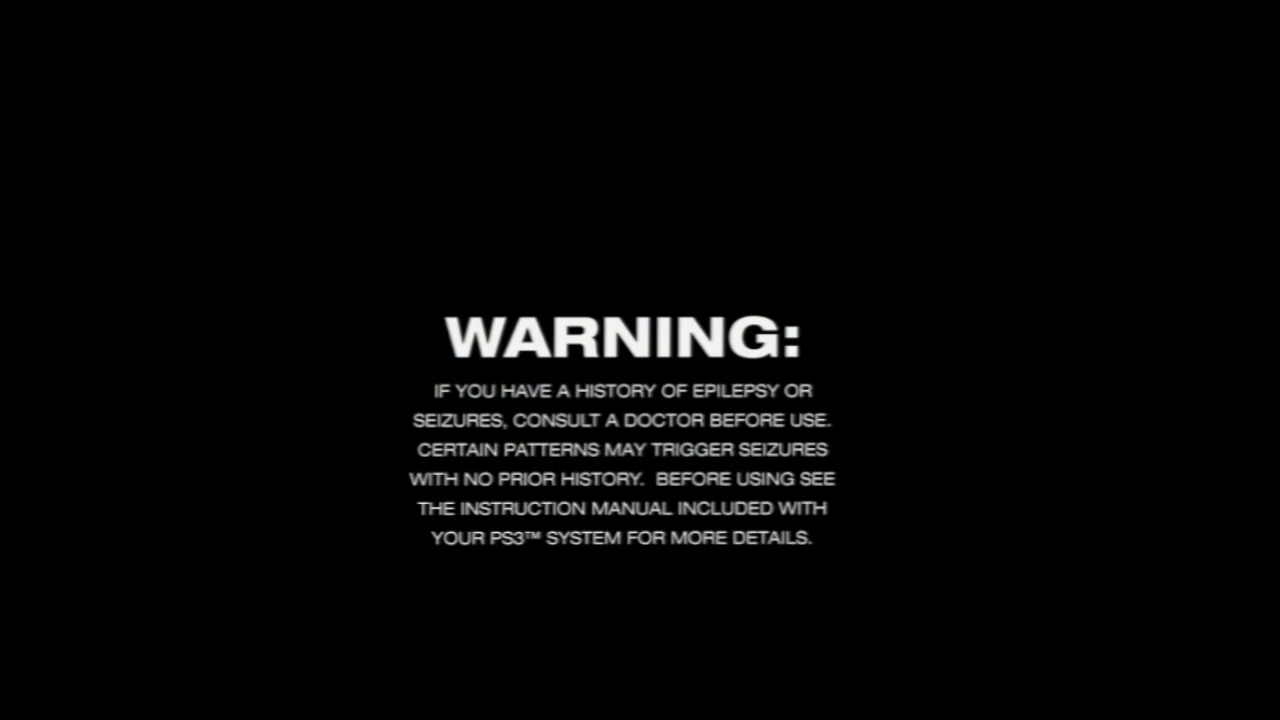 WARNING:
IF YOU HAVE A HISTORY OF EPILEPSY OR
SEIZURES, CONSULT A DOCTOR BEFORE USE.
CERTAIN PATTERNS MAY TRIGGER SEIZURES
WITH NO PRIOR HISTORY.  BEFORE USING SEE
THE INSTRUCTION MANUAL INCLUDED WITH
YOUR PS3™ SYSTEM FOR MORE DETAILS.